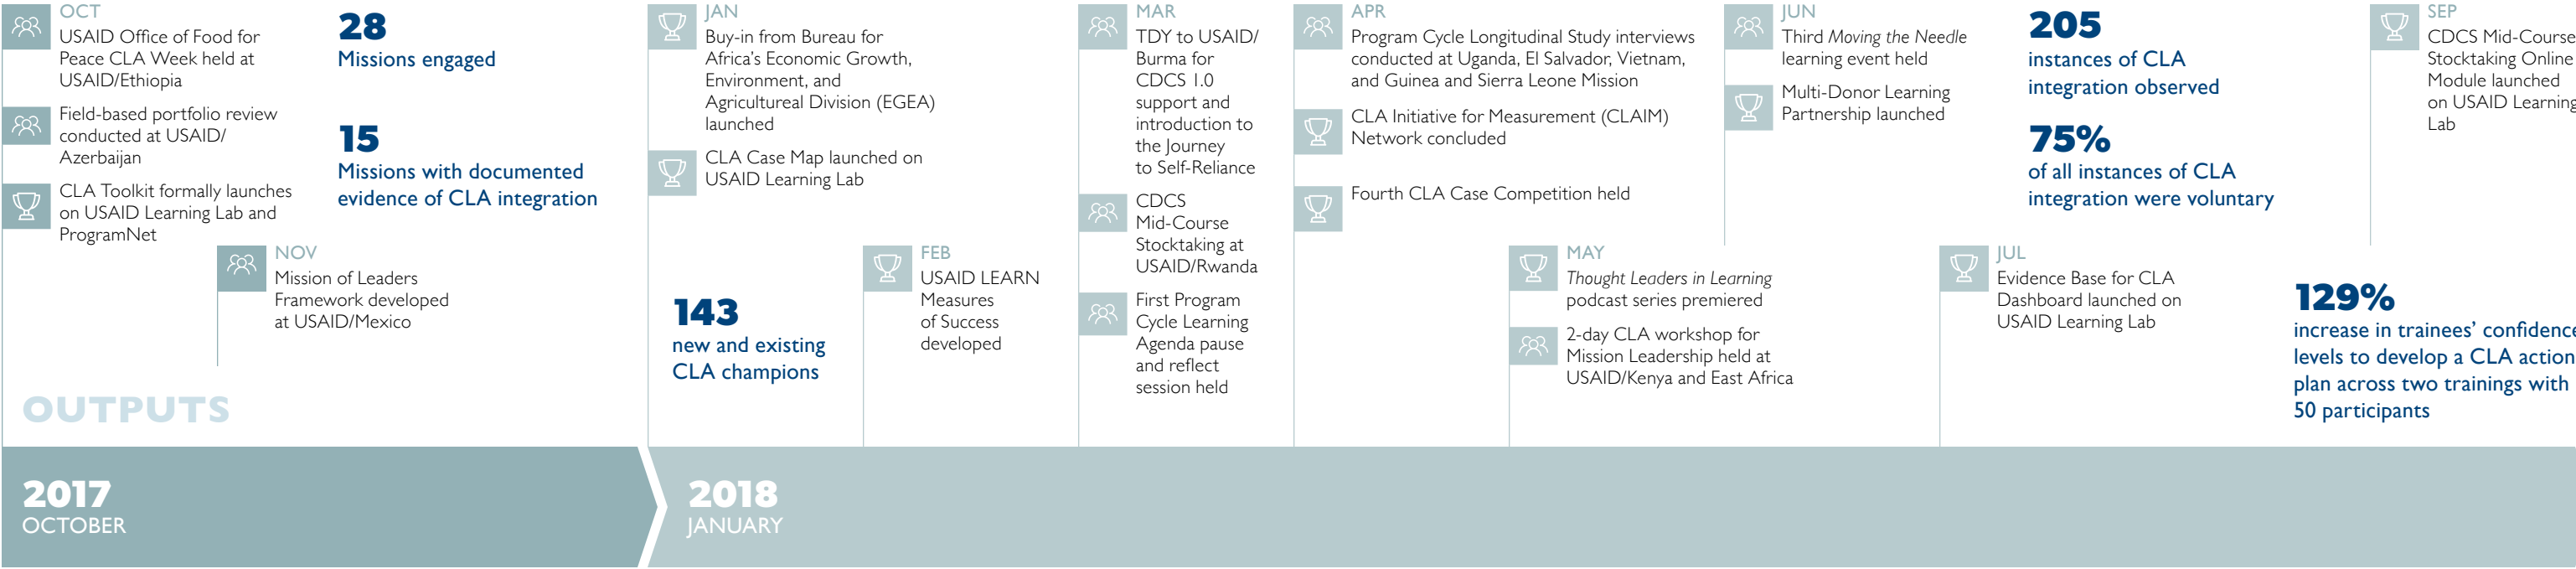 OCT
USAID Office of Food for
Peace CLA Week held at
USAID/Ethiopia
Field-based portfolio review
conducted at USAID/
Azerbaijan
CLA Toolkit formally launches
on USAID Learning Lab and
ProgramNet
28
Missions engaged
15
Missions with documented
evidence of CLA integration
NOV
Mission of Leaders
Framework developed
at USAID/Mexico
JAN
Buy-in from Bureau for
Africa's Economic Growth,
Environment, and
Agricultureal Division (EGEA)
launched
CLA Case Map launched on
USAID Learning Lab
143
new and existing
CLA champions
FEB
USAID LEARN
Measures
of Success
developed
MAR
TDY to USAID/
Burma for
CDCS 1.0
support and
introduction to
the Journey
to Self-Reliance
CDCS
Mid-Course
Stocktaking at
USAID/Rwanda
First Program
Cycle Learning
Agenda pause
and reflect
session held
APR
Program Cycle Longitudinal Study interviews
conducted at Uganda, El Salvador, Vietnam,
and Guinea and Sierra Leone Mission
CLA Initiative for Measurement (CLAIM)
Network concluded
Fourth CLA Case Competition held
MAY
Thought Leaders in Learning
podcast series premiered
2-day CLA workshop for
Mission Leadership held at
USAID/Kenya and East Africa
JUN
Third Moving the Needle
learning event held
Multi-Donor Learning
Partnership launched
205
instances of CLA
integration observed
75%
of all instances of CLA
integration were voluntary
JUL
Evidence Base for CLA
Dashboard launched on
USAID Learning Lab
SEP
CDCS Mid-Course
Stocktaking Online
Module launched
on USAID Learning
Lab
129%
increase in trainees' confidence
levels to develop a CLA action
plan across two trainings with
50 participants
OUTPUTS
2017
OCTOBER
2018
JANUARY